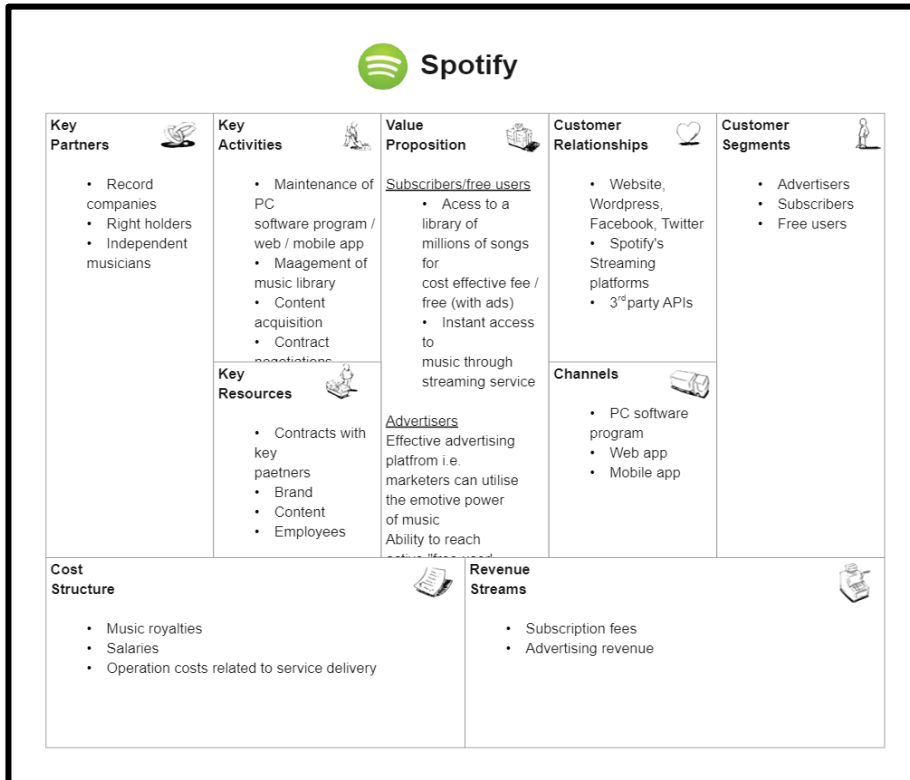 Spotify
Key
Partners
• Record
companies
• Right holders
• Independent
musicians
Key
Activities
• Maintenance of
PC
software program /
web / mobile app
• Maagement of
music library
• Content
acquisition
• Contract
negotiations
Key
Resources
• Contracts with
key
paetners
• Brand
• Content
• Employees
Value
Proposition
Subscribers/free users
• Acess to a
library of
millions of songs
for
cost effective fee /
free (with ads)
• Instant access
to
music through
streaming service
Advertisers
Effective advertising
platfrom i.e.
marketers can utilise
the emotive power
of music
Ability to reach
active "free user'
Customer
Relationships
• Website,
Wordpress,
Facebook, Twitter
• Spotify's
Streaming
platforms
• 3rd party APIs
Channels
• PC software
program
• Web app
• Mobile app
Customer
Segments
• Advertisers
• Subscribers
• Free users
Cost
Structure
• Music royalties
• Salaries
• Operation costs related to service delivery
Revenue
Streams
• Subscription fees
• Advertising revenue